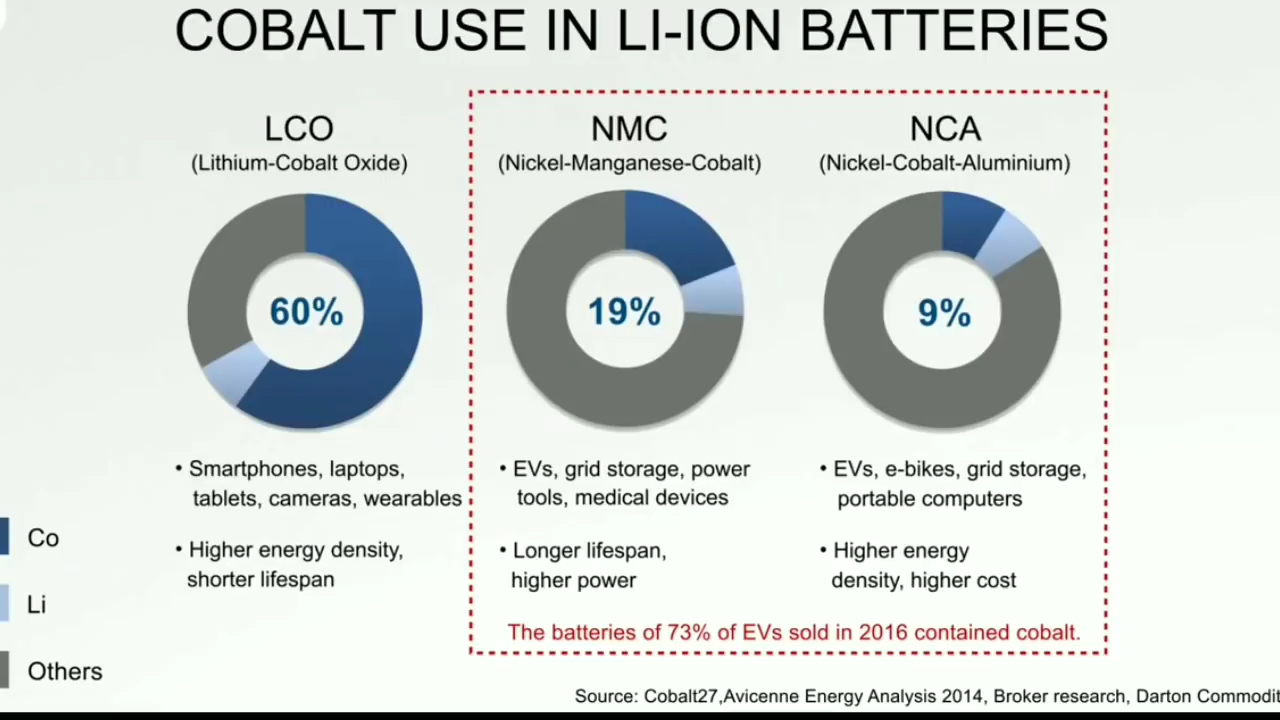 COBALT USE IN LI-ION BATTERIES
LCO
(Lithium-Cobalt Oxide)
60%
• Smartphones, laptops,
tablets, cameras, wearables
• Higher energy density,
shorter lifespan
NMC
(Nickel-Manganese-Cobalt)
19%
• EVs, grid storage, power
tools, medical devices
• Longer lifespan,
higher power
NCA
(Nickel-Cobalt-Aluminium)
9%
• EVs, e-bikes, grid storage,
portable computers
• Higher energy
density, higher cost
The batteries of 73% of EVs sold in 2016 contained cobalt.
Co
Li
Others
Source: Cobalt27,Avicenne Energy Analysis 2014, Broker research, Darton